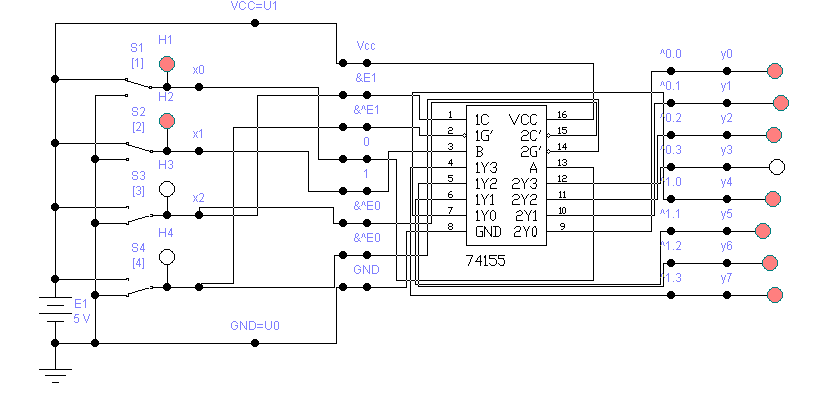 VCC=U1
S1
[1]
H1
x0
H2
S2
[2]
x1
H3
S3
[3]
x2
H4
S4
[4]
E1
5 V
GND=U0
Vcc
&E1
&^E1
0
1
&^E0
&^E0
GND
1 1C VCC 16
2 1G' 2C' 15
3 B 2G' 14
4 1Y3 A 13
5 1Y2 2Y3 12
6 1Y1 2Y2 11
7 1Y0 2Y1 10
8 GND 2Y0 9
74155
^0.0 y0
^0.1 y1
^0.2 y2
^0.3 y3
^1.0 y4
^1.1 y5
^1.2 y6
^1.3 y7